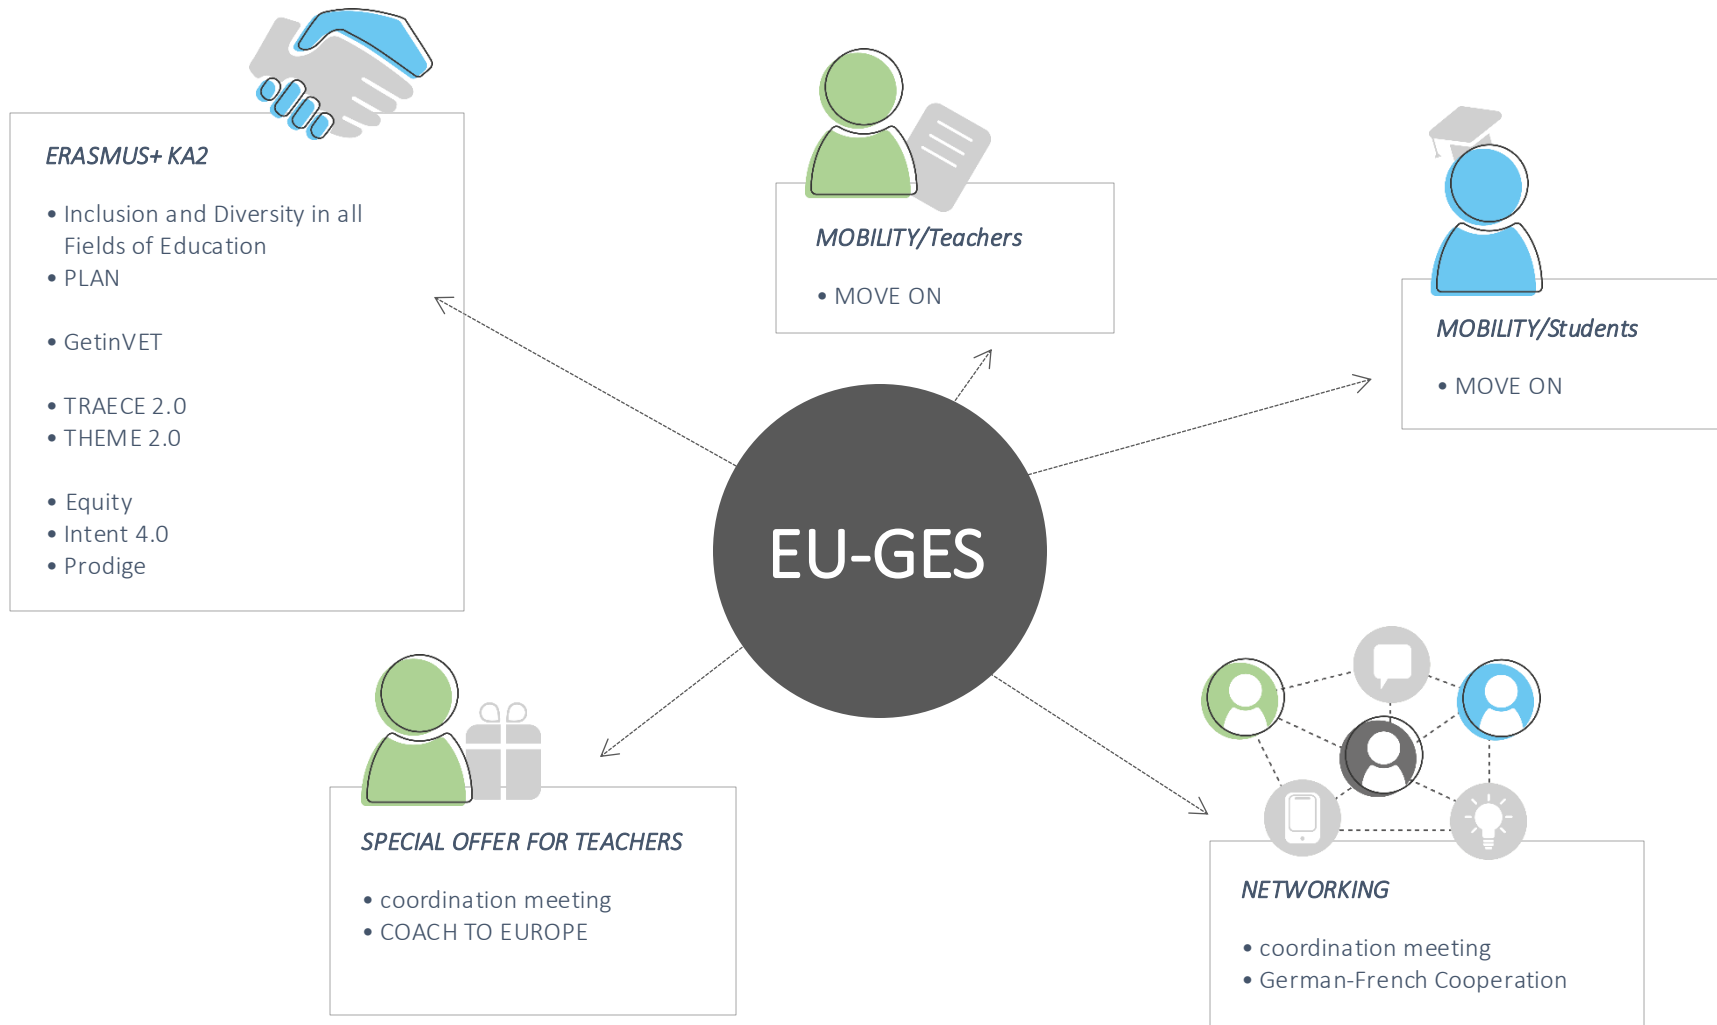 ERASMUS+ KA2
• Inclusion and Diversity in all
Fields of Education
• PLAN
• GetinVET
• TRAECE 2.0
• THEME 2.0
• Equity
• Intent 4.0
• Prodige
MOBILITY/Teachers
• MOVE ON
MOBILITY/Students
• MOVE ON
EU-GES
SPECIAL OFFER FOR TEACHERS
• coordination meeting
• COACH TO EUROPE
NETWORKING
• coordination meeting
• German-French Cooperation